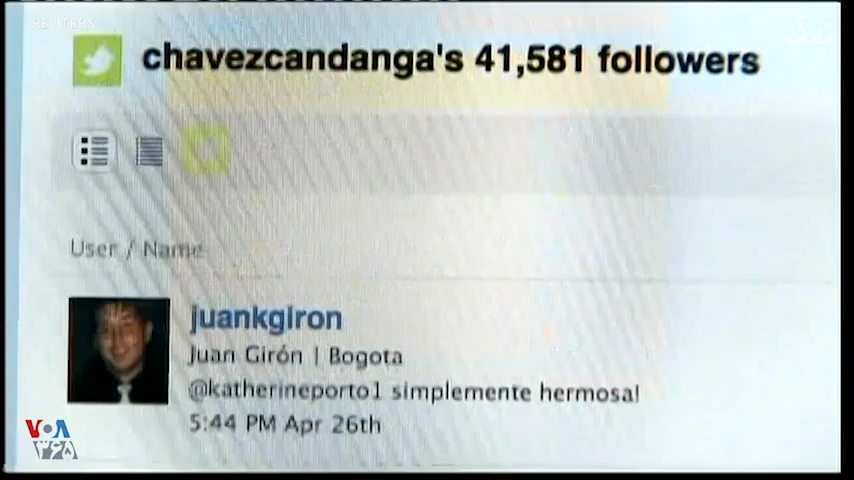 REUTERS
chavezcandanga's 41,581 followers
User / Name
juankgiron
Juan Girón | Bogota
@katherineporto1 simplemente hermosa!
5:44 PM Apr 26th
VOA
۳۶۵